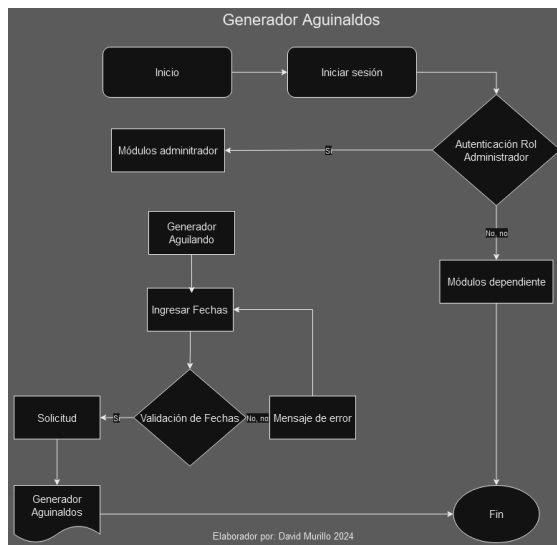 Generador Aguinaldos
Inicio
Iniciar sesión
Autenticación Rol
Administrador
Si
Módulos adminitrador
No, no
Módulos dependiente
Generador
Aguilando
Ingresar Fechas
Validación de Fechas
No, no
Mensaje de error
Si
Solicitud
Generador
Aguinaldos
Fin
Elaborador por: David Murillo 2024